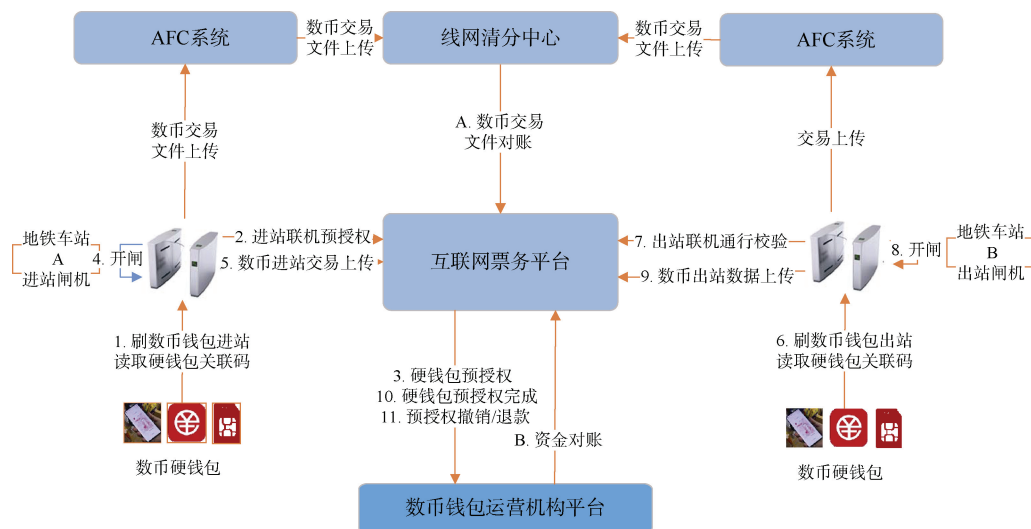 AFC系统
数币交易
文件上传
线网清分中心
数币交易
文件上传
AFC系统
数币交易
文件上传
A. 数币交易
文件对账
交易上传
地铁车站
A
进站闸机
4. 开闸
2. 进站联机预授权
5. 数币进站交易上传
互联网票务平台
7. 出站联机通行校验
9. 数币出站数据上传
8. 开闸
地铁车站
B
出站闸机
1. 刷数币钱包进站
读取硬钱包关联码
3. 硬钱包预授权
10. 硬钱包预授权完成
11. 预授权撤销/退款
B. 资金对账
6. 刷数币钱包出站
读取硬钱包关联码
数币硬钱包
数币硬钱包
数币钱包运营机构平台